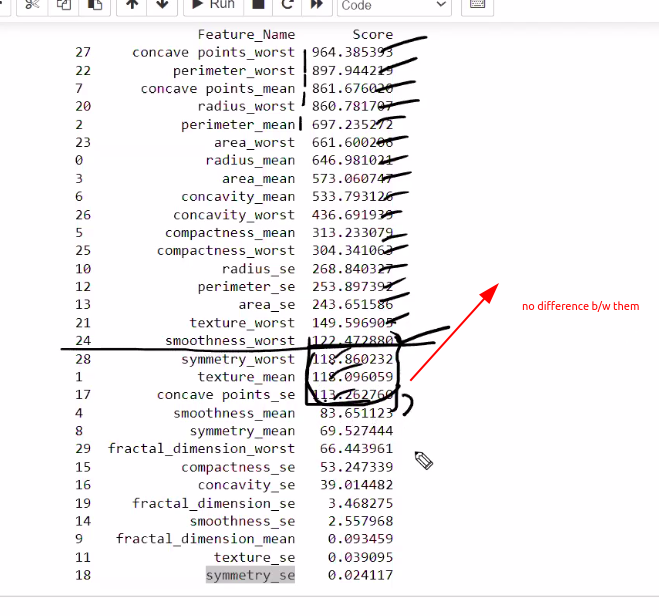 Run
Code
Feature_Name Score
27 concave points_worst 964.385393
22 perimeter_worst 897.944219
7 concave points_mean 861.676020
20 radius_worst 860.781707
2 perimeter_mean 697.235272
23 area_worst 661.600206
0 radius_mean 646.981021
3 area_mean 573.060747
6 concavity_mean 533.793126
26 concavity_worst 436.691939
5 compactness_mean 313.233079
25 compactness_worst 304.341063
10 radius_se 268.840327
12 perimeter_se 253.897392
13 area_se 243.651586
21 texture_worst 149.596905
24 smoothness_worst 122.472880
28 symmetry_worst 118.860232
1 texture_mean 118.096059
17 concave points_se 113.262760
4 smoothness_mean 83.651123
8 symmetry_mean 69.527444
29 fractal_dimension_worst 66.443961
15 compactness_se 53.247339
16 concavity_se 39.014482
19 fractal_dimension_se 3.468275
14 smoothness_se 2.557968
9 fractal_dimension_mean 0.093459
11 texture_se 0.039095
18 symmetry_se 0.024117
no difference b/w them